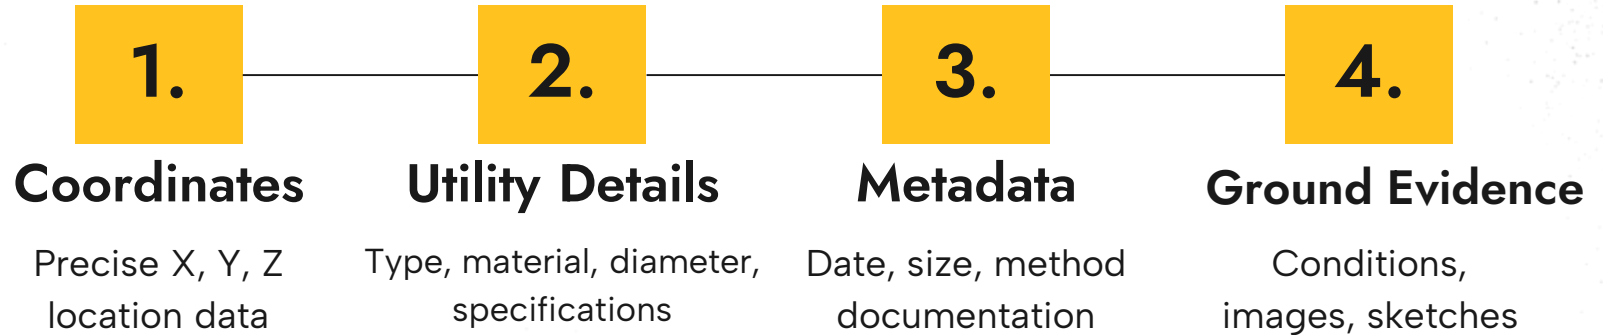 1.
2.
3.
4.
Coordinates
Utility Details
Metadata
Ground Evidence
Precise X, Y, Z
location data
Type, material, diameter,
specifications
Date, size, method
documentation
Conditions,
images, sketches